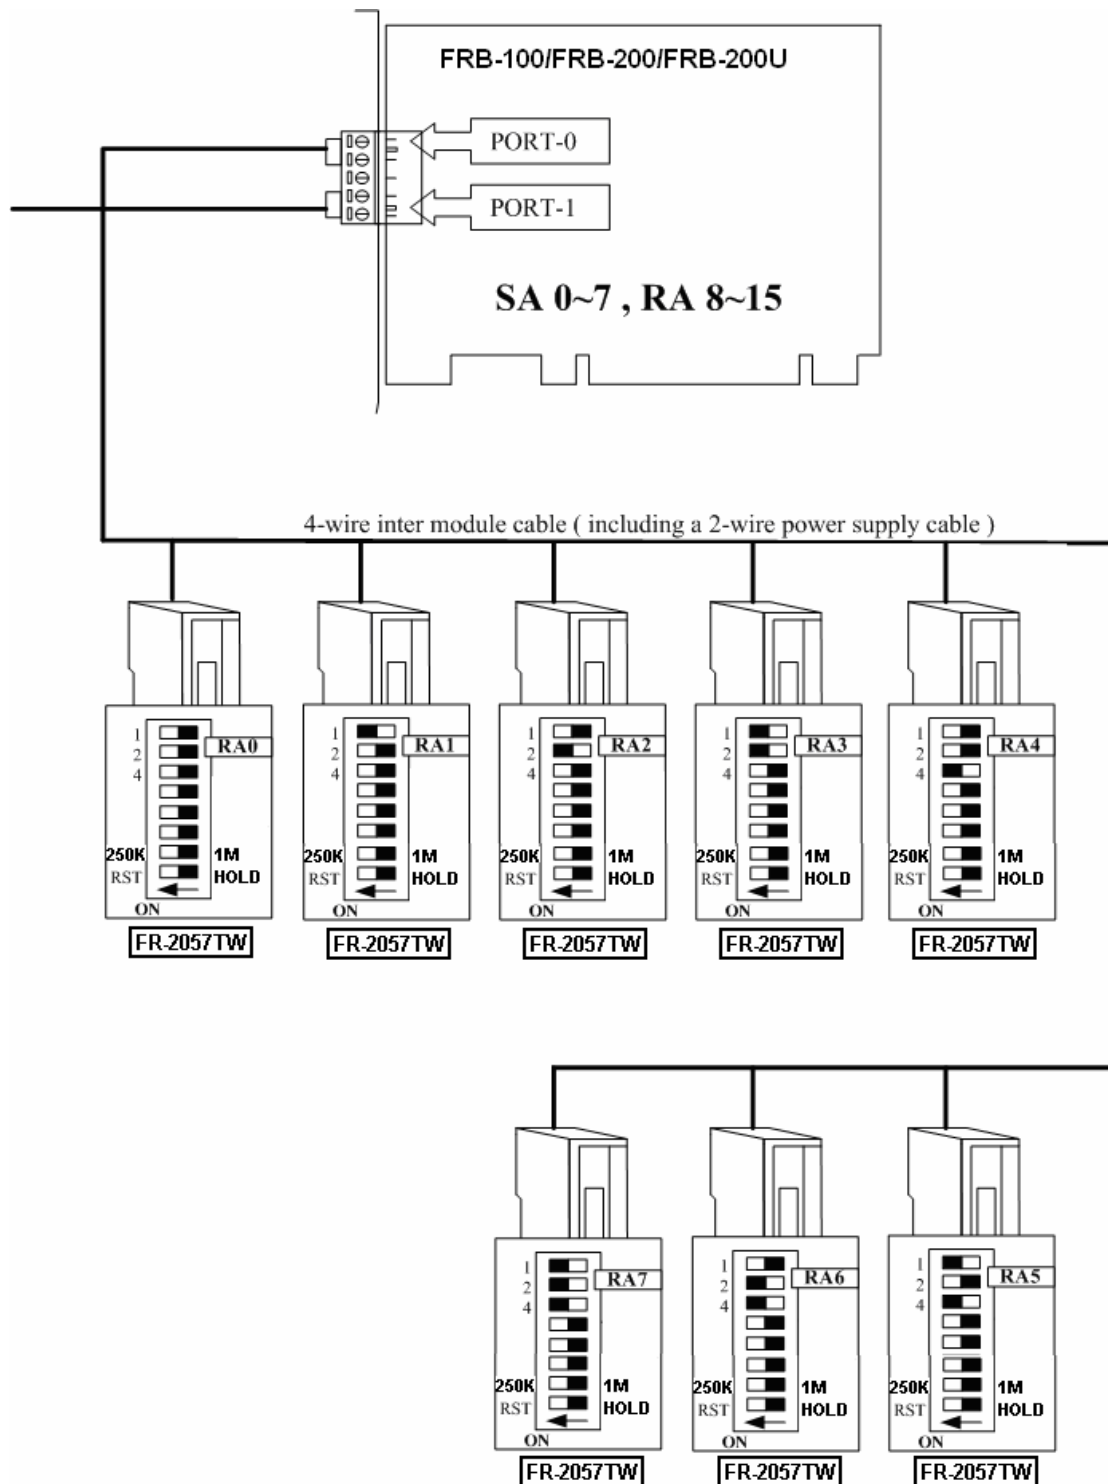 FRB-100/FRB-200/FRB-200U
PORT-0
PORT-1
SA 0~7 , RA 8~15
4-wire inter module cable ( including a 2-wire power supply cable )
1
2
4
RA0
250K
1M
RST
HOLD
ON
FR-2057TW
1
2
4
RA1
250K
1M
RST
HOLD
ON
FR-2057TW
1
2
4
RA2
250K
1M
RST
HOLD
ON
FR-2057TW
1
2
4
RA3
250K
1M
RST
HOLD
ON
FR-2057TW
1
2
4
RA4
250K
1M
RST
HOLD
ON
FR-2057TW
1
2
4
RA7
250K
1M
RST
HOLD
ON
FR-2057TW
1
2
4
RA6
250K
1M
RST
HOLD
ON
FR-2057TW
1
2
4
RA5
250K
1M
RST
HOLD
ON
FR-2057TW